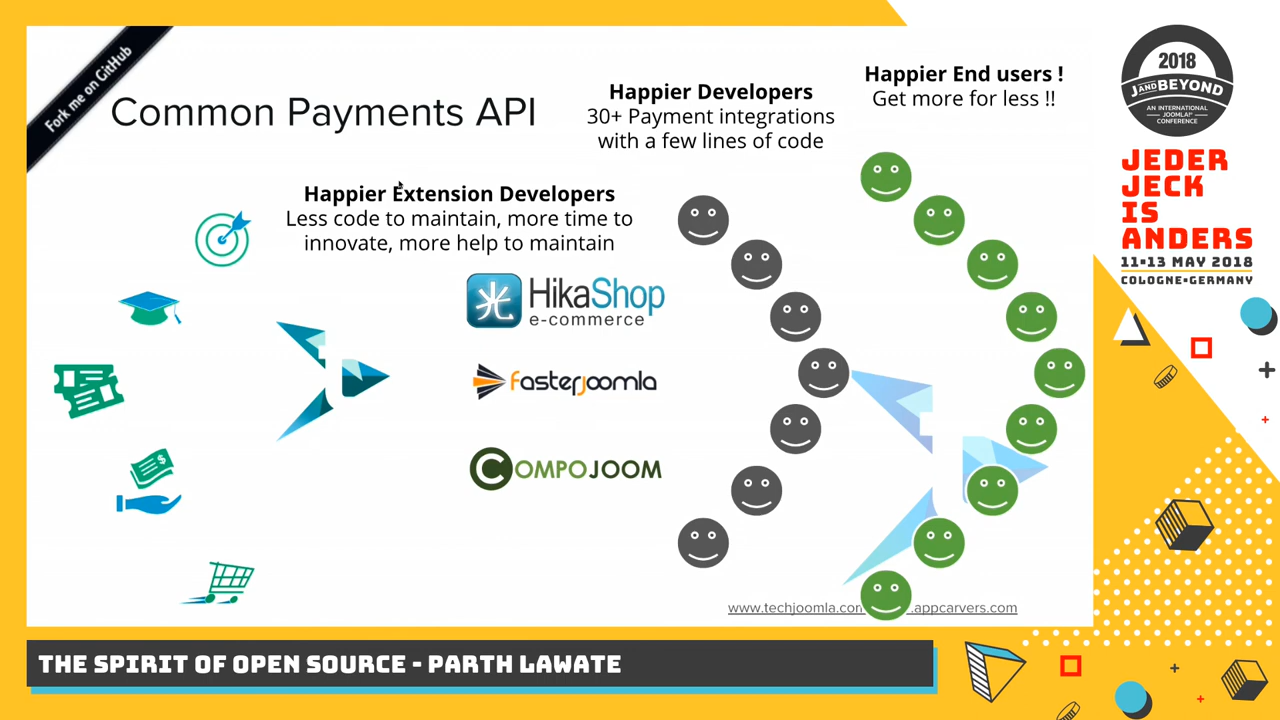 Fork me on GitHub
Common Payments API
Happier Developers
30+ Payment integrations
with a few lines of code
Happier End users !
Get more for less !!
Happier Extension Developers
Less code to maintain, more time to
innovate, more help to maintain
HikaShop
e-commerce
fasterjoomla
COMPOJOOM
www.techjoomla.com
appcarvers.com
2018
J AND BEYOND
AN INTERNATIONAL
JOOMLA!
CONFERENCE
JEDER
JECK
IS
ANDERS
11-13 MAY 2018
COLOGNE•GERMANY
THE SPIRIT OF OPEN SOURCE - PARTH LAWATE